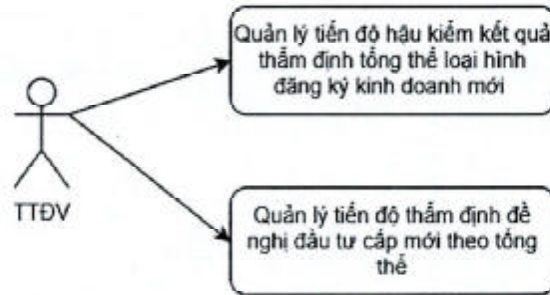 Quản lý tiến độ hậu kiểm kết quả
thẩm định tổng thể loại hình
đăng ký kinh doanh mới
TTĐV
Quản lý tiến độ thẩm định đề
nghị đầu tư cấp mới theo tổng
thể